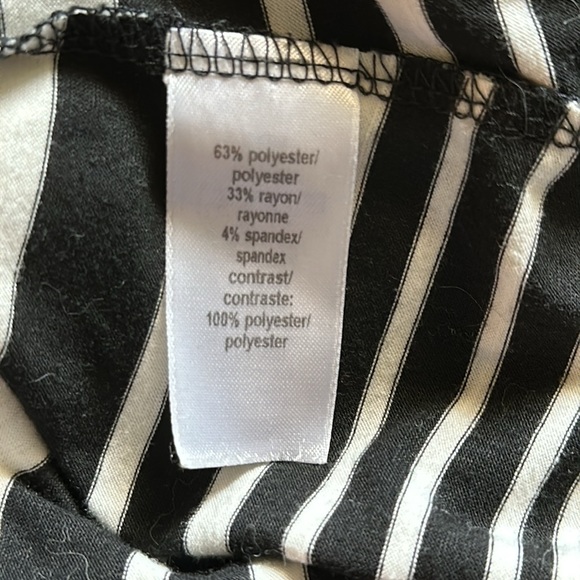 63% polyester/
polyester
33% rayon/
rayonne
4% spandex/
spandex
contrast/
contraste:
100% polyester/
polyester